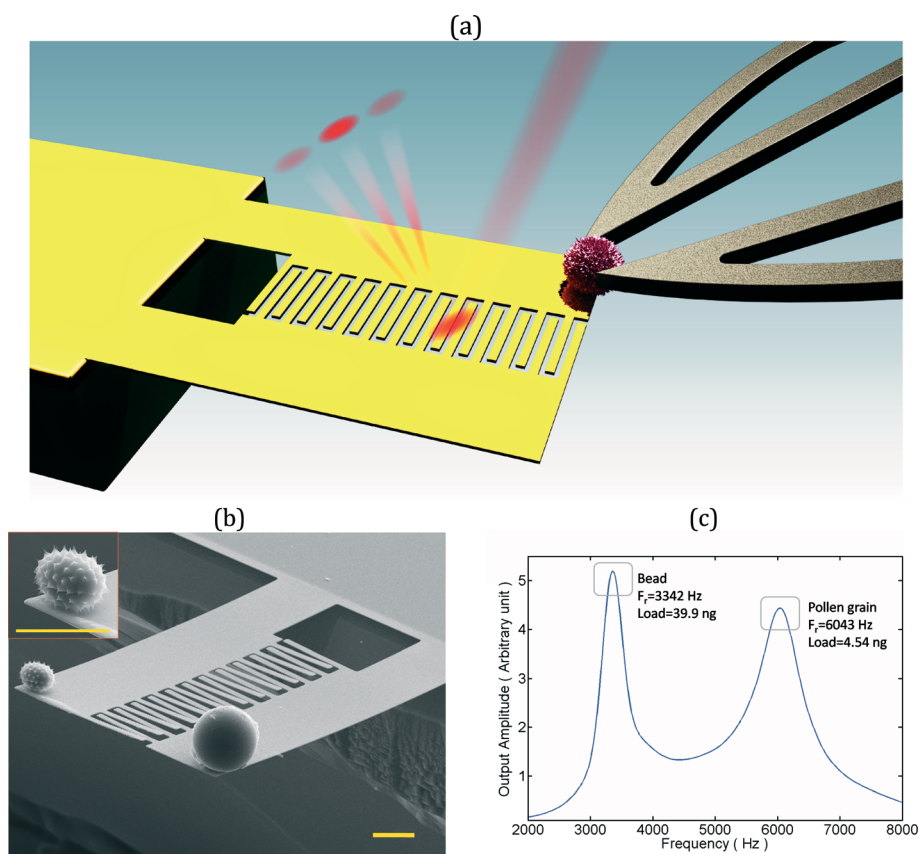 (a)
(b)
(c)
Output Amplitude ( Arbitrary unit )
5
4
3
2
1
Bead
Fr=3342 Hz
Load=39.9 ng
Pollen grain
Fr=6043 Hz
Load=4.54 ng
2000 3000 4000 5000 6000 7000 8000
Frequency ( Hz )